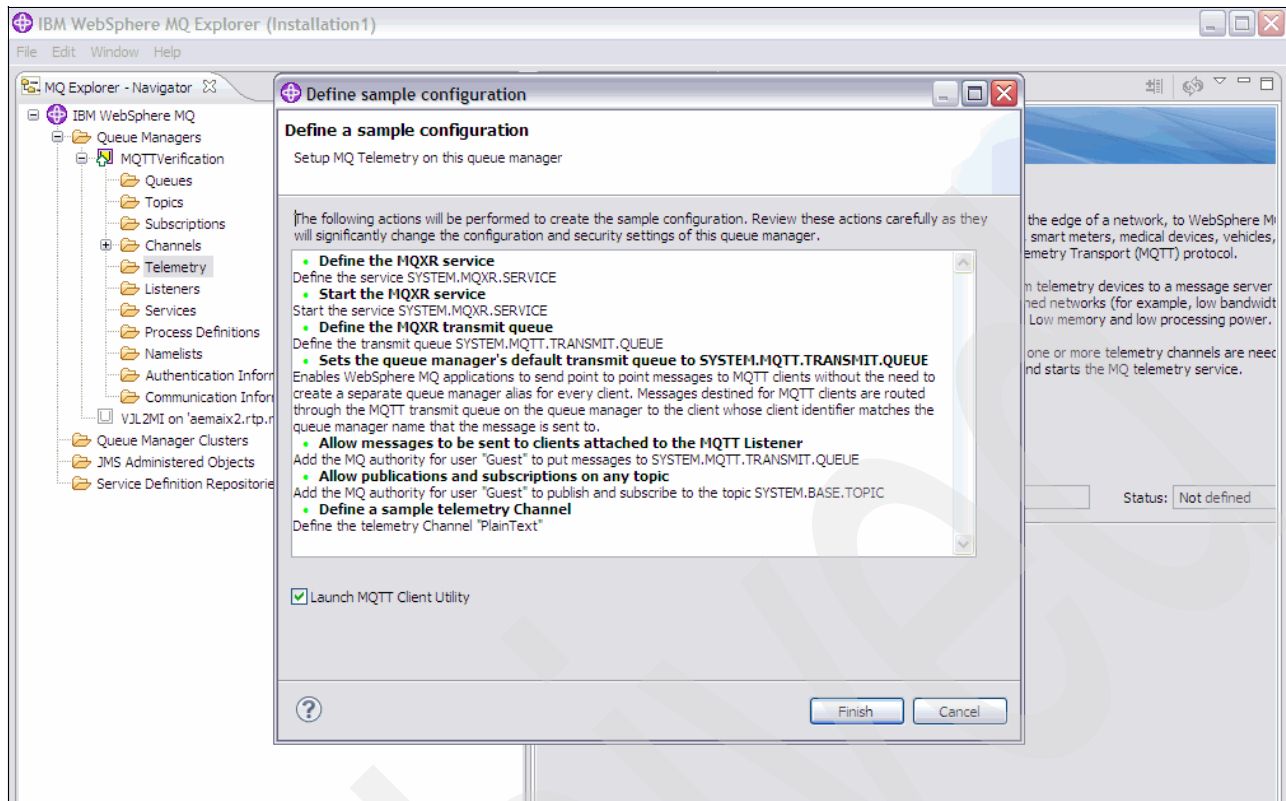 IBM WebSphere MQ Explorer (Installation1)
File Edit Window Help
MQ Explorer - Navigator
IBM WebSphere MQ
Queue Managers
MQTTVerification
Queues
Topics
Subscriptions
Channels
Telemetry
Listeners
Services
Process Definitions
Namelists
Authentication Inforr
Communication Infor
VJL2MI on 'aemaix2.rtp.r
Queue Manager Clusters
JMS Administered Objects
Service Definition Repositorie
Define sample configuration
Define a sample configuration
Setup MQ Telemetry on this queue manager
The following actions will be performed to create the sample configuration. Review these actions carefully as they
will significantly change the configuration and security settings of this queue manager.
• Define the MQXR service
Define the service SYSTEM.MQXR.SERVICE
• Start the MQXR service
Start the service SYSTEM.MQXR.SERVICE
• Define the MQXR transmit queue
Define the transmit queue SYSTEM.MQTT.TRANSMIT.QUEUE
• Sets the queue manager's default transmit queue to SYSTEM.MQTT.TRANSMIT.QUEUE
Enables WebSphere MQ applications to send point to point messages to MQTT clients without the need to
create a separate queue manager alias for every client. Messages destined for MQTT clients are routed
through the MQTT transmit queue on the queue manager to the client whose client identifier matches the
queue manager name that the message is sent to.
• Allow messages to be sent to clients attached to the MQTT Listener
Add the MQ authority for user "Guest" to put messages to SYSTEM.MQTT.TRANSMIT.QUEUE
• Allow publications and subscriptions on any topic
Add the MQ authority for user "Guest" to publish and subscribe to the topic SYSTEM.BASE.TOPIC
• Define a sample telemetry Channel
Define the telemetry Channel "PlainText"
Launch MQTT Client Utility
Finish Cancel
the edge of a network, to WebSphere M
, smart meters, medical devices, vehicles,
emetry Transport (MQTT) protocol.
n telemetry devices to a message server
ned networks (for example, low bandwidt
Low memory and low processing power.
one or more telemetry channels are neec
nd starts the MQ telemetry service.
Status: Not defined